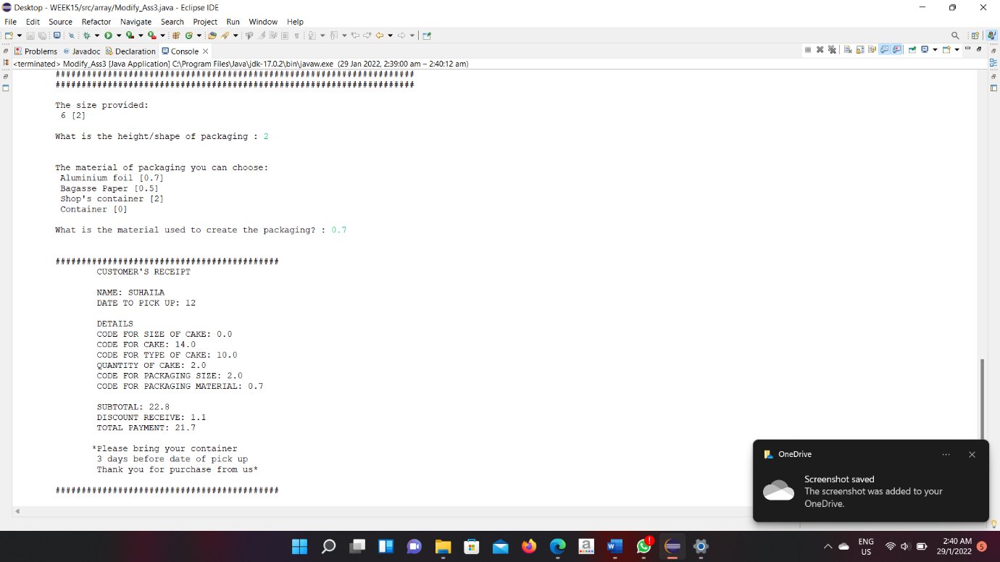 Desktop - WEEK15/src/array/Modify_Ass3.java - Eclipse IDE
File Edit Source Refactor Navigate Search Project Run Window Help
Problems @ Javadoc Declaration Console
<terminated> Modify_Ass3 [Java Application] C:\Program Files\Java\jdk-17.0.2\bin\javaw.exe (29 Jan 2022, 2:39:00 am – 2:40:12 am)
#####################################################################
#####################################################################
The size provided:
6 [2]
What is the height/shape of packaging : 2
The material of packaging you can choose:
Aluminium foil [0.7]
Bagasse Paper [0.5]
Shop's container [2]
Container [0]
What is the material used to create the packaging? : 0.7
###########################################
CUSTOMER'S RECEIPT
NAME: SUHAILA
DATE TO PICK UP: 12
DETAILS
CODE FOR SIZE OF CAKE: 0.0
CODE FOR CAKE: 14.0
CODE FOR TYPE OF CAKE: 10.0
QUANTITY OF CAKE: 2.0
CODE FOR PACKAGING SIZE: 2.0
CODE FOR PACKAGING MATERIAL: 0.7
SUBTOTAL: 22.8
DISCOUNT RECEIVE: 1.1
TOTAL PAYMENT: 21.7
*Please bring your container
3 days before date of pick up
Thank you for purchase from us*
###########################################
OneDrive
Screenshot saved
The screenshot was added to your
OneDrive.
ENG
US
2:40 AM
29/1/2022
5